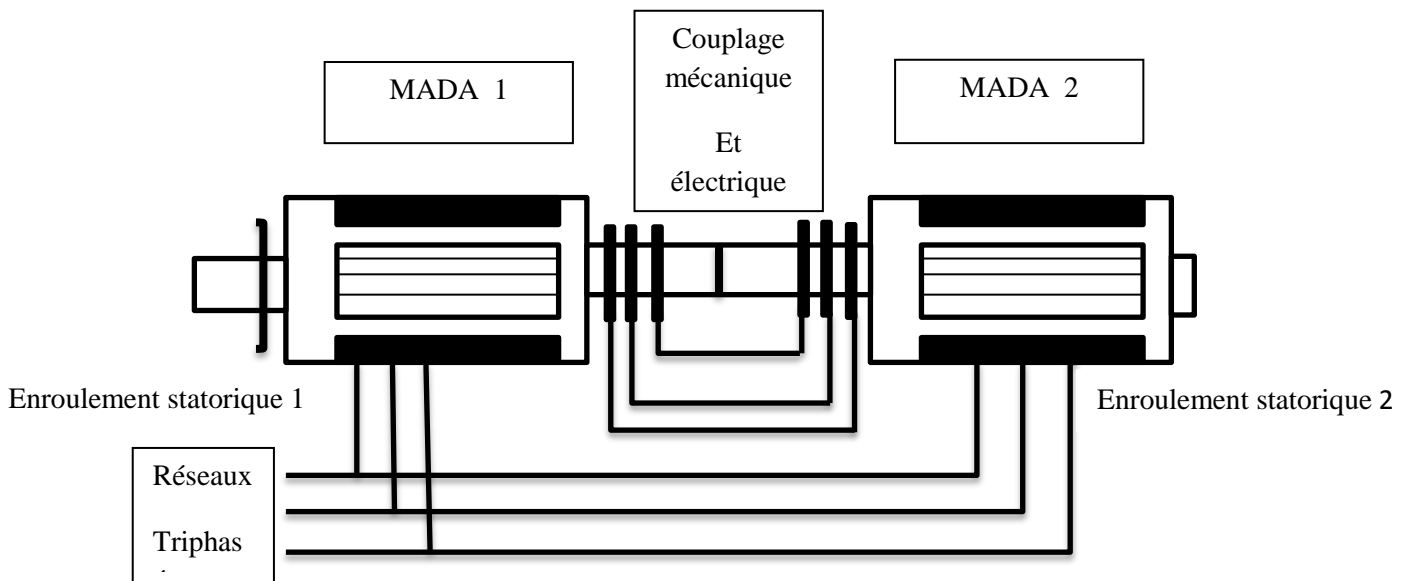 Couplage
mécanique
Et
électrique
MADA 1
MADA 2
Enroulement statorique 1
Enroulement statorique 2
Réseaux
Triphas